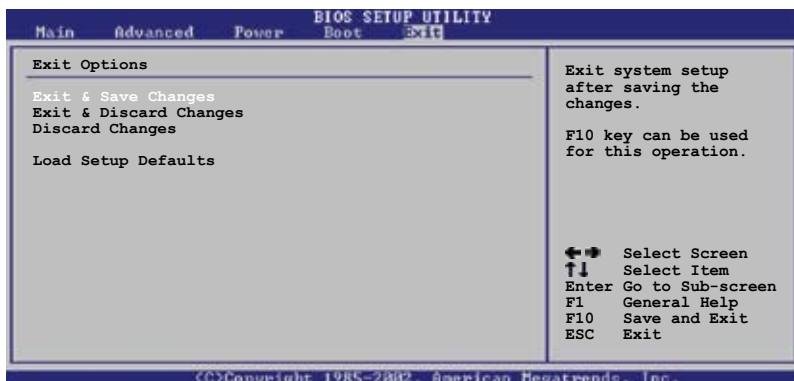 BIOS SETUP UTILITY
Main Advanced Power Boot Exit
Exit Options
Exit & Save Changes
Exit & Discard Changes
Discard Changes
Load Setup Defaults
Exit system setup
after saving the
changes.
F10 key can be used
for this operation.
←→ Select Screen
↑↓ Select Item
Enter Go to Sub-screen
F1 General Help
F10 Save and Exit
ESC Exit
(C)Copyright 1985-2002, American Megatrends, Inc.